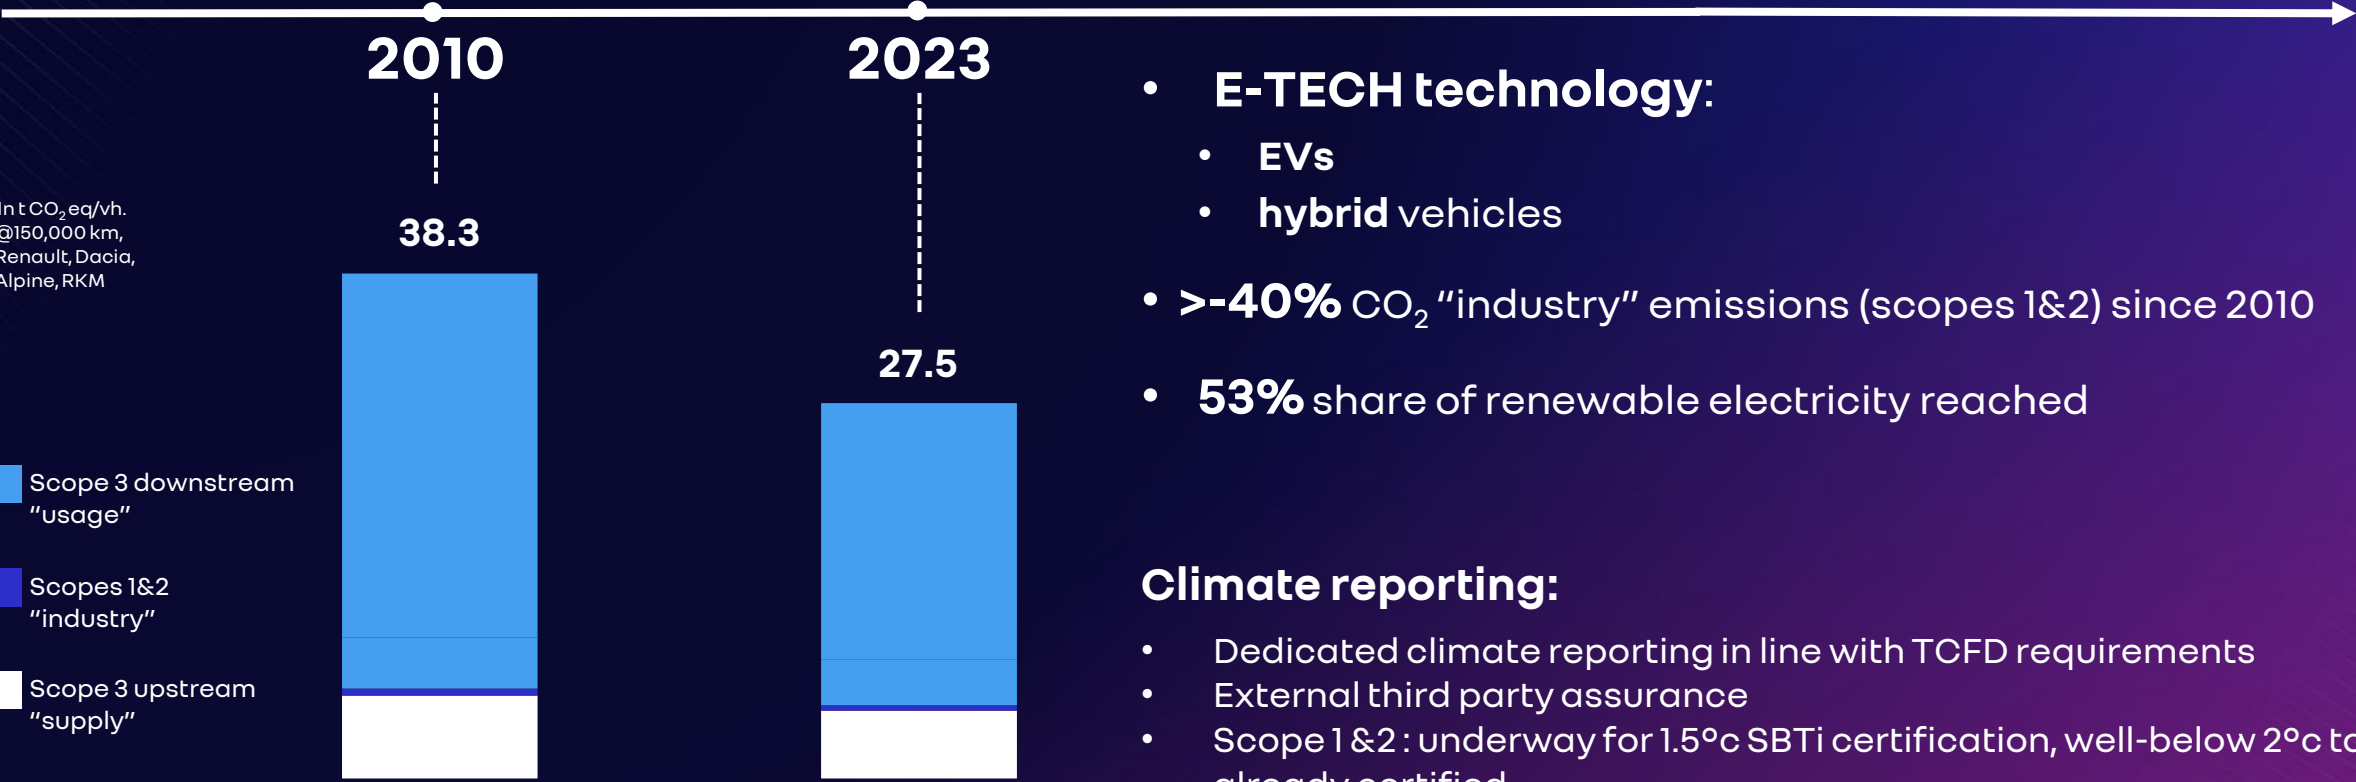 2010
2023
In t CO₂ eq/vh.
@150,000 km,
Renault, Dacia,
Alpine, RKM
38.3
27.5
Scope 3 downstream
“usage”
Scopes 1&2
“industry”
Scope 3 upstream
“supply”
• E-TECH technology:
• EVs
• hybrid vehicles
• >-40% CO₂ “industry” emissions (scopes 1&2) since 2010
• 53% share of renewable electricity reached
Climate reporting:
• Dedicated climate reporting in line with TCFD requirements
• External third party assurance
• Scope 1 &2 : underway for 1.5°c SBTi certification, well-below 2°c
already certified